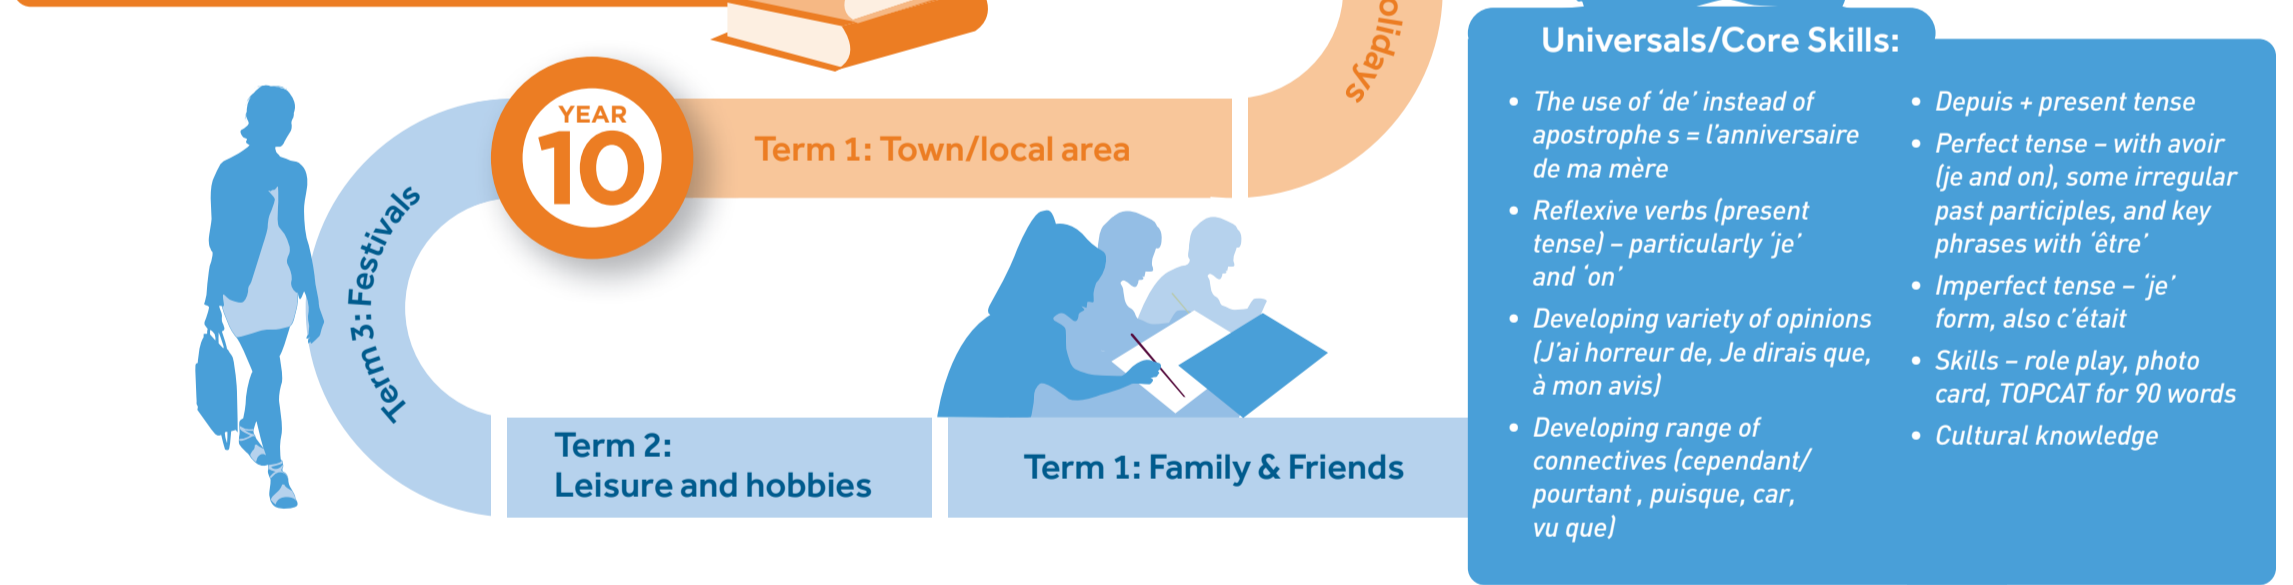 olidays
YEAR
10
Term 1: Town/local area
Term 3: Festivals
Term 2:
Leisure and hobbies
Term 1: Family & Friends
Universals/Core Skills:
• The use of ‘de’ instead of
apostrophe s = l’anniversaire
de ma mère
• Reflexive verbs (present
tense) – particularly ‘je’
and ‘on’
• Developing variety of opinions
(J’ai horreur de, Je dirais que,
à mon avis)
• Developing range of
connectives (cependant/
pourtant , puisque, car,
vu que)
• Depuis + present tense
• Perfect tense – with avoir
(je and on), some irregular
past participles, and key
phrases with ‘être’
• Imperfect tense – ‘je’
form, also c’était
• Skills – role play, photo
card, TOPCAT for 90 words
• Cultural knowledge